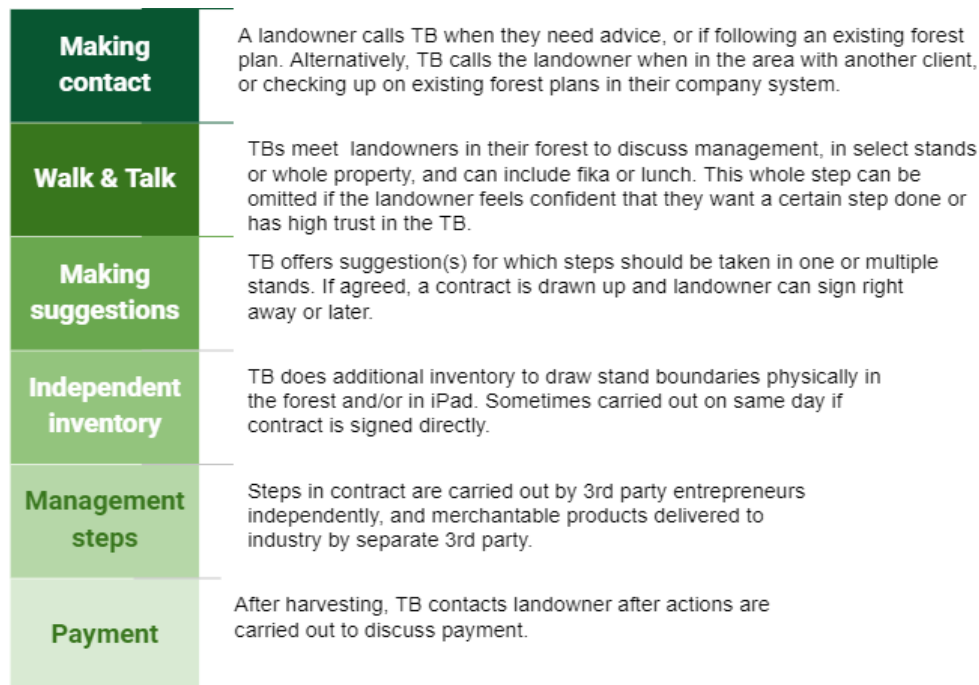 Making
contact
A landowner calls TB when they need advice, or if following an existing forest
plan. Alternatively, TB calls the landowner when in the area with another client,
or checking up on existing forest plans in their company system.
Walk & Talk
TBs meet landowners in their forest to discuss management, in select stands
or whole property, and can include fika or lunch. This whole step can be
omitted if the landowner feels confident that they want a certain step done or
has high trust in the TB.
Making
suggestions
TB offers suggestion(s) for which steps should be taken in one or multiple
stands. If agreed, a contract is drawn up and landowner can sign right
away or later.
Independent
inventory
TB does additional inventory to draw stand boundaries physically in
the forest and/or in iPad. Sometimes carried out on same day if
contract is signed directly.
Management
steps
Steps in contract are carried out by 3rd party entrepreneurs
independently, and merchantable products delivered to
industry by separate 3rd party.
Payment
After harvesting, TB contacts landowner after actions are
carried out to discuss payment.